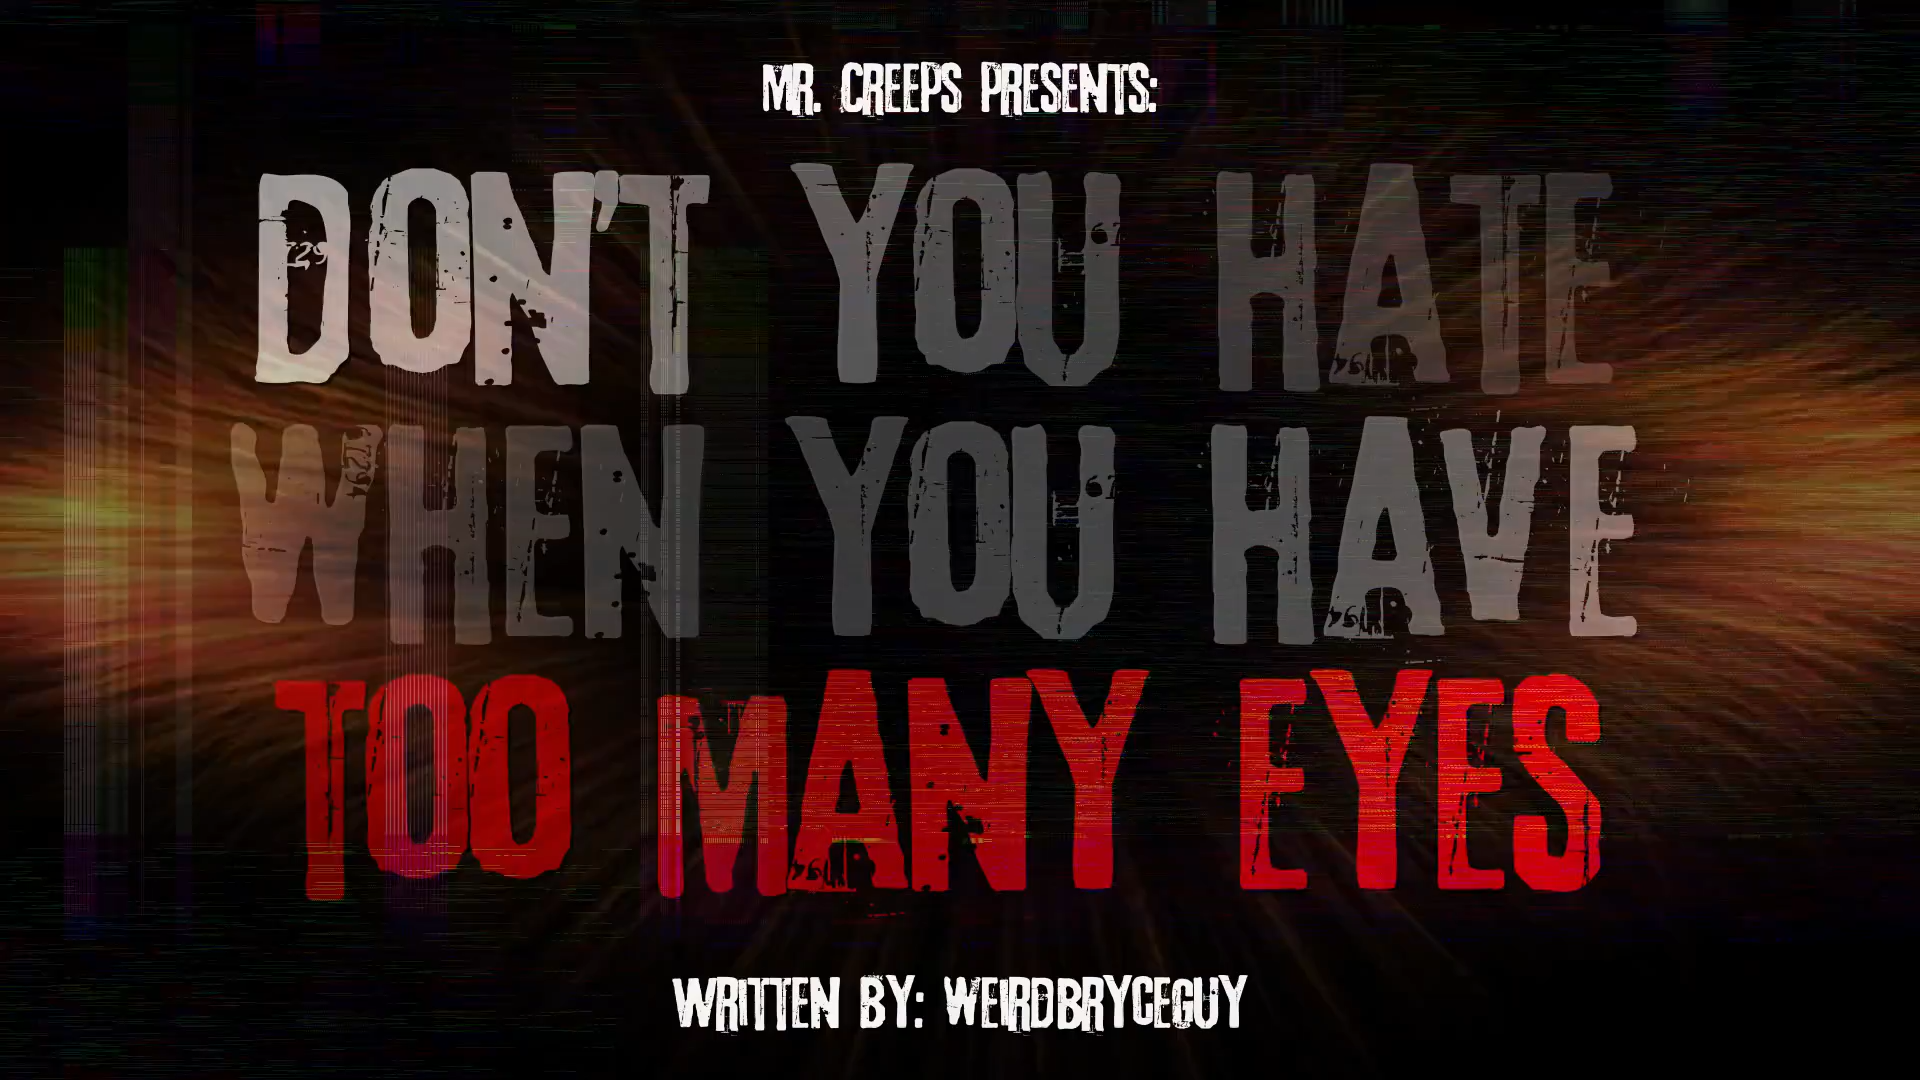 MR. CREEPS PRESENTS:
DON'T YOU HATE
WHEN YOU HAVE
TOO MANY EYES
WRITTEN BY: WEIRDBRYCEGUY